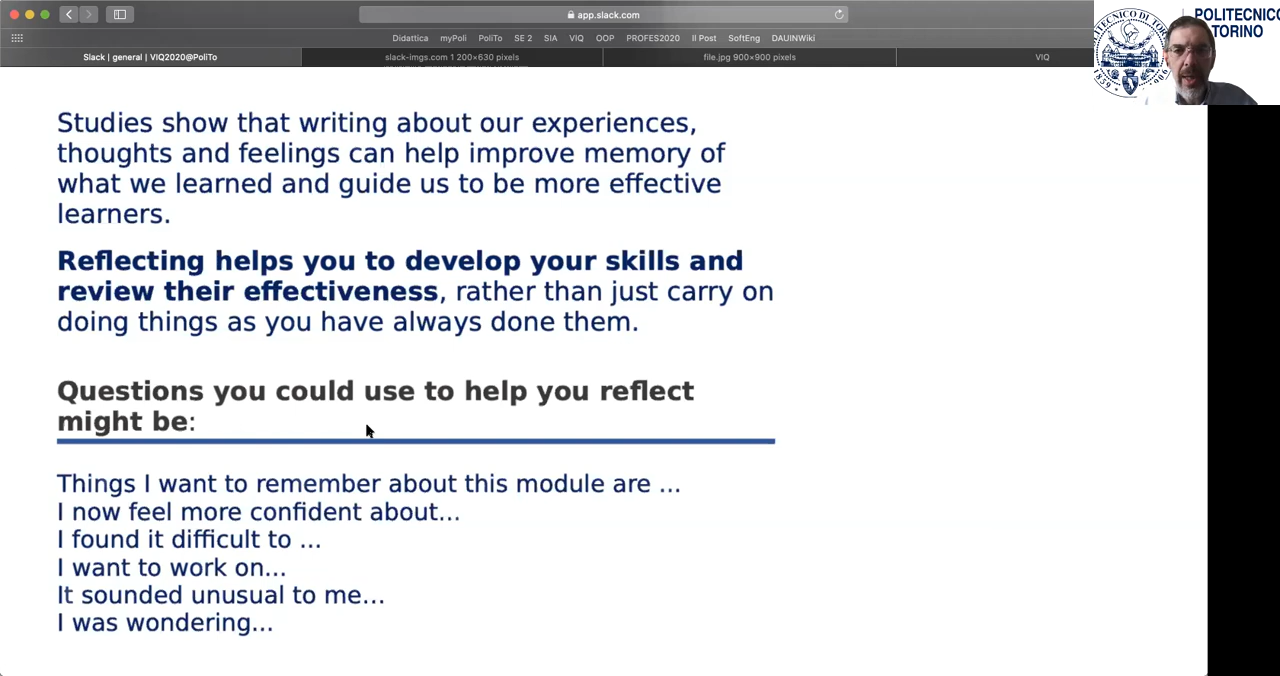 app.slack.com
Didattica myPoli PoliTo SE 2 SIA VIQ OOP PROFES2020 Il Post SoftEng DAUINWiki
Slack | general | VIQ2020@PoliTo slack-imgs.com 1 200×630 pixels file.jpg 900×900 pixels VIQ
POLITECNICO
TORINO
1859
Studies show that writing about our experiences,
thoughts and feelings can help improve memory of
what we learned and guide us to be more effective
learners.
Reflecting helps you to develop your skills and
review their effectiveness, rather than just carry on
doing things as you have always done them.
Questions you could use to help you reflect
might be:
Things I want to remember about this module are ...
I now feel more confident about...
I found it difficult to ...
I want to work on...
It sounded unusual to me...
I was wondering...